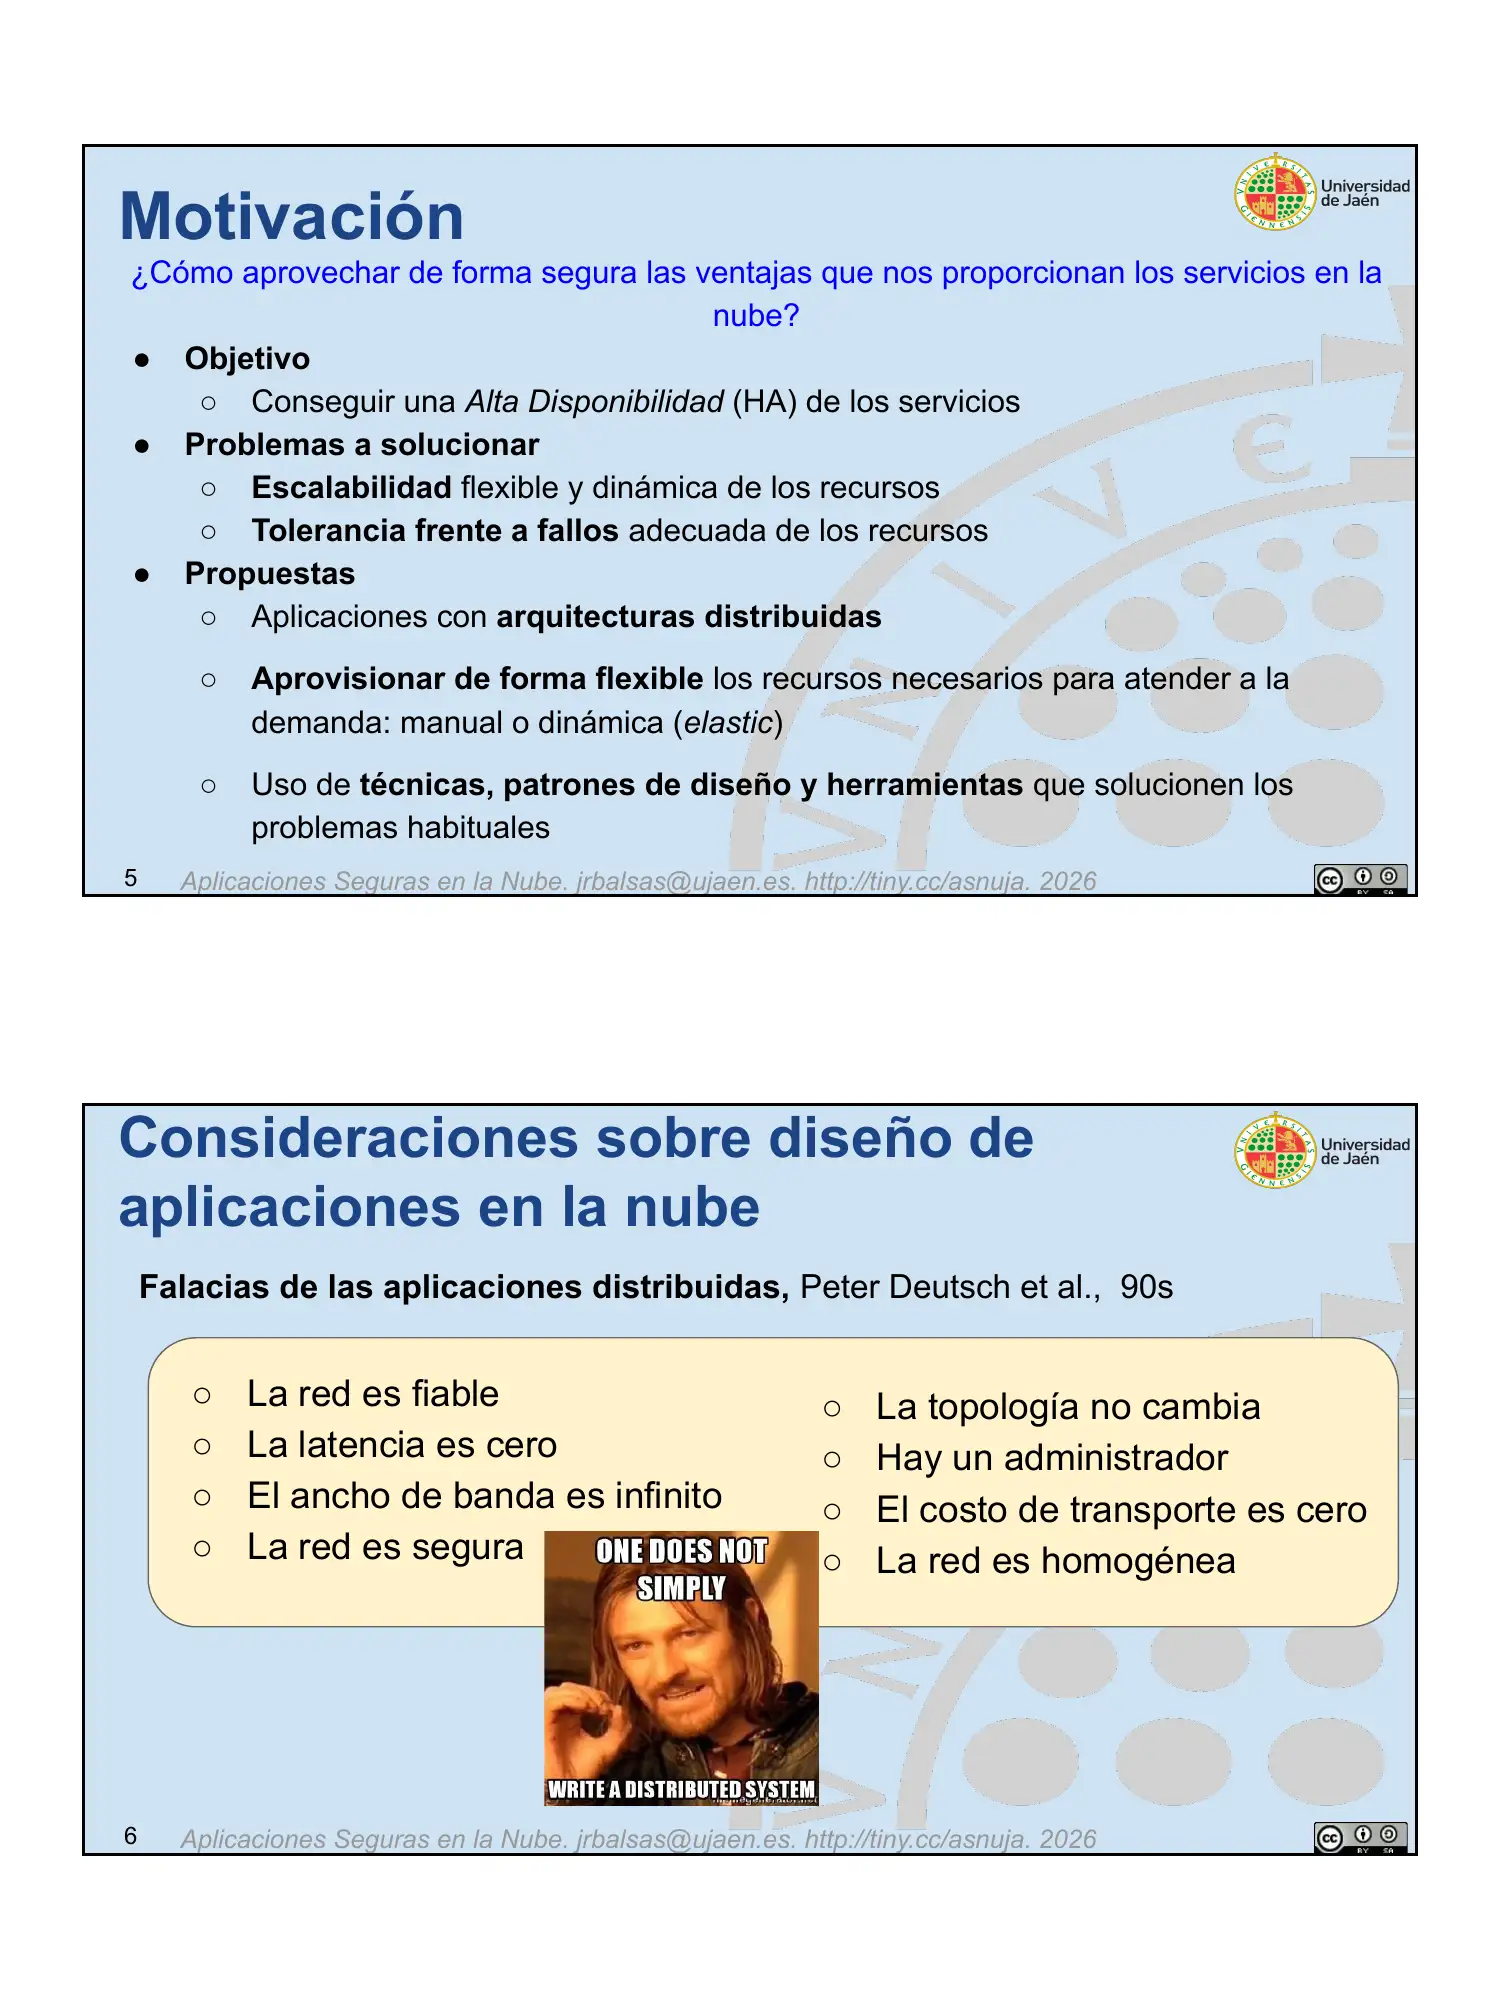 Motivación
Universidad
de Jaén
¿Cómo aprovechar de forma segura las ventajas que nos proporcionan los servicios en la
nube?
● Objetivo
○ Conseguir una Alta Disponibilidad (HA) de los servicios
● Problemas a solucionar
○ Escalabilidad flexible y dinámica de los recursos
○ Tolerancia frente a fallos adecuada de los recursos
● Propuestas
○ Aplicaciones con arquitecturas distribuidas
○ Aprovisionar de forma flexible los recursos necesarios para atender a la
demanda: manual o dinámica (elastic)
○ Uso de técnicas, patrones de diseño y herramientas que solucionen los
problemas habituales
5 Aplicaciones Seguras en la Nube. jrbalsas@ujaen.es. http://tiny.cc/asnuja. 2026
cc BY SA
Consideraciones sobre diseño de
aplicaciones en la nube
Universidad
de Jaén
Falacias de las aplicaciones distribuidas, Peter Deutsch et al., 90s
○ La red es fiable
○ La latencia es cero
○ El ancho de banda es infinito
○ La red es segura
○ La topología no cambia
○ Hay un administrador
○ El costo de transporte es cero
○ La red es homogénea
ONE DOES NOT
SIMPLY
WRITE A DISTRIBUTED SYSTEM
6 Aplicaciones Seguras en la Nube. jrbalsas@ujaen.es. http://tiny.cc/asnuja. 2026
cc BY SA